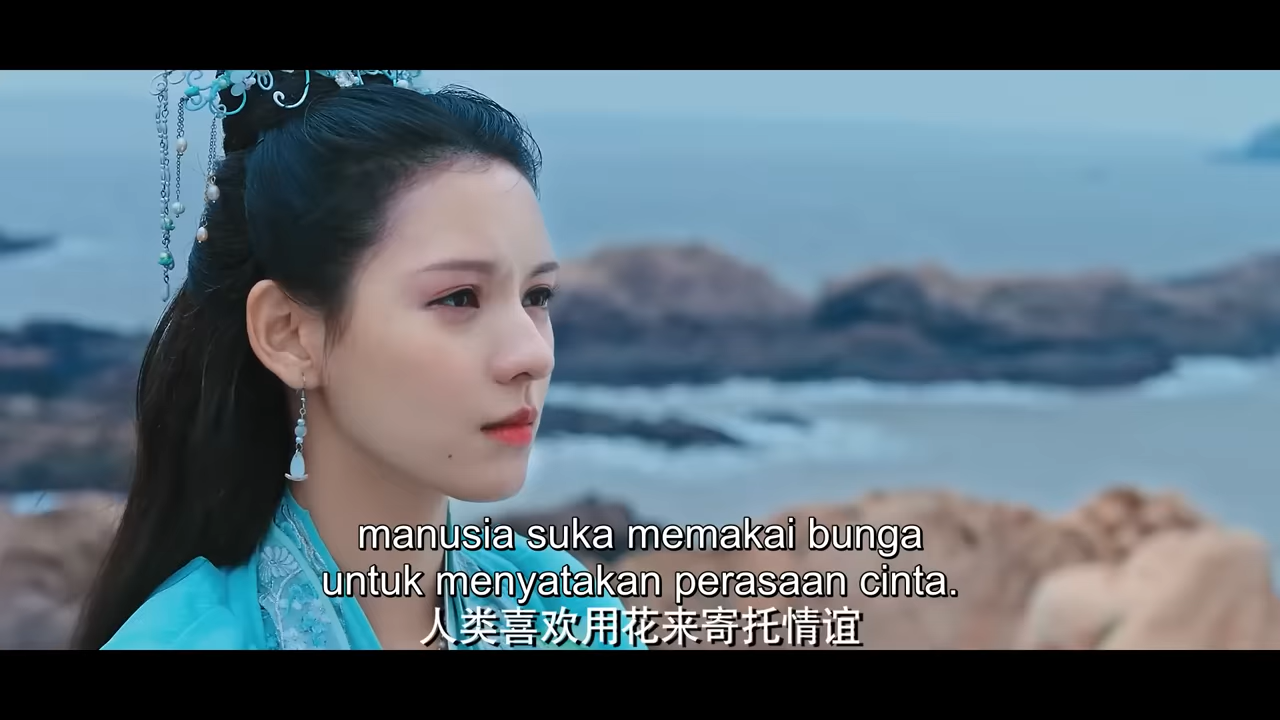 manusia suka memakai bunga
untuk menyatakan perasaan cinta.
人类喜欢用花来寄托情谊